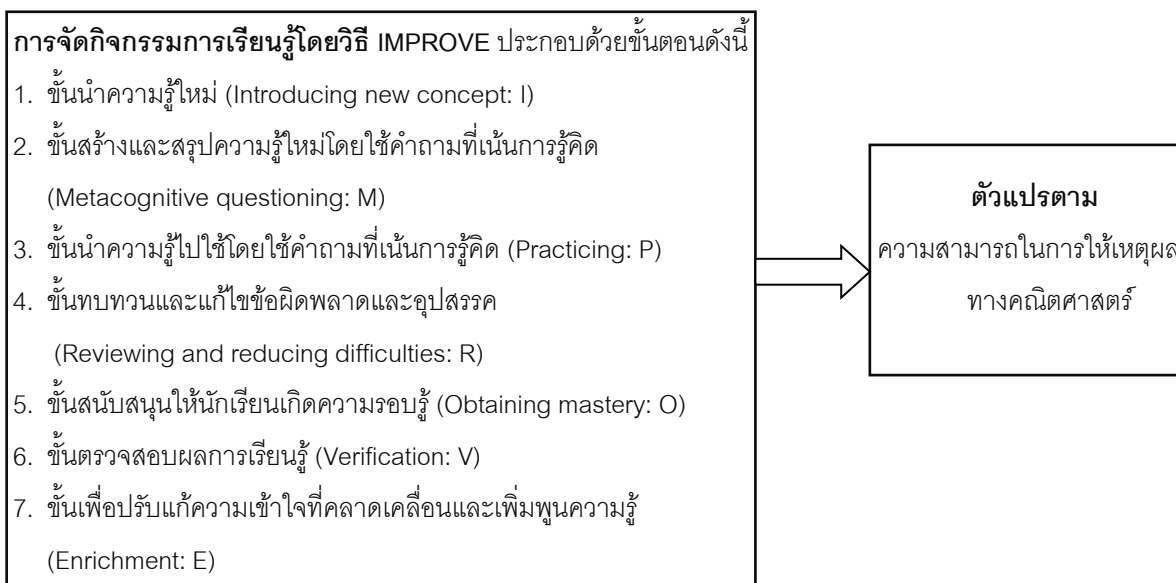 การจัดกิจกรรมการเรียนรู้โดยวิธี IMPROVE ประกอบด้วยขั้นตอนดังนี้
1. ขั้นนำความรู้ใหม่ (Introducing new concept: I)
2. ขั้นสร้างและสรุปความรู้ใหม่โดยใช้คำถามที่เน้นการรู้คิด
(Metacognitive questioning: M)
3. ขั้นนำความรู้ไปใช้โดยใช้คำถามที่เน้นการรู้คิด (Practicing: P)
4. ขั้นทบทวนและแก้ไขข้อผิดพลาดและอุปสรรค
(Reviewing and reducing difficulties: R)
5. ขั้นสนับสนุนให้นักเรียนเกิดความรอบรู้ (Obtaining mastery: O)
6. ขั้นตรวจสอบผลการเรียนรู้ (Verification: V)
7. ขั้นเพื่อปรับแก้ความเข้าใจที่คลาดเคลื่อนและเพิ่มพูนความรู้
(Enrichment: E)
ตัวแปรตาม
ความสามารถในการให้เหตุผล
ทางคณิตศาสตร์